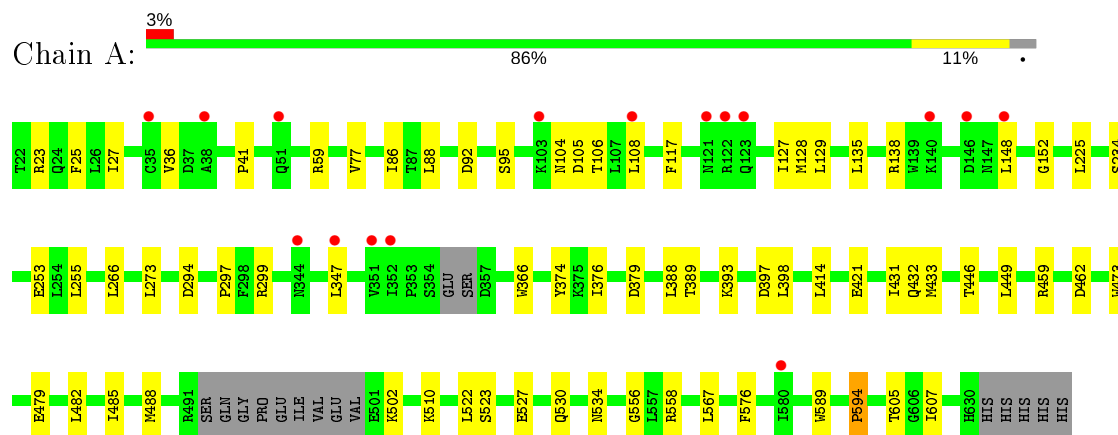 3%
Chain A:
86% 11% •
T22 R23 Q24 F25 L26 I27 C35 V36 D37 A38 P41 Q51 R59 V77 I86 T87 L88 D92 S95 K103 N104 D105 T106 L107 L108 F117 N121 R122 Q123 I127 M128 L129 L135 R138 W139 K140 D146 N147 L148 G152 L225 S234
E253 L254 L255 L266 L273 D294 P297 F298 R299 N344 L347 V351 I352 P353 S354 GLU SER D357 W366 Y374 K375 I376 D379 L388 T389 K393 D397 L398 L414 E421 I431 Q432 M433 T446 L449 R459 D462 W473
E479 L482 I485 M488 R491 SER GLN GLY PRO GLU ILE VAL GLU VAL E501 K502 K510 L522 S523 E527 Q530 N534 G556 L557 R558 L567 F576 I580 W589 P594 T605 G606 I607 H630 HIS HIS HIS HIS HIS